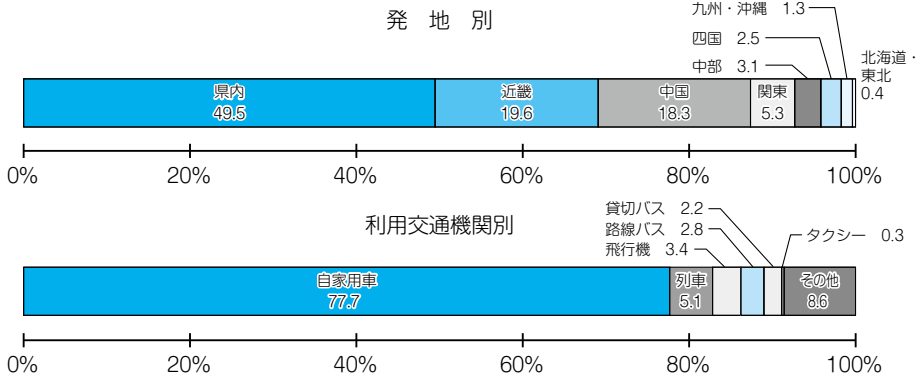 発地別
九州・沖縄 1.3
四国 2.5
中部 3.1
北海道・
東北
0.4
県内
49.5
近畿
19.6
中国
18.3
関東
5.3
0% 20% 40% 60% 80% 100%
利用交通機関別
貸切バス 2.2
路線バス 2.8
飛行機 3.4
タクシー 0.3
自家用車
77.7
列車
5.1
その他
8.6
0% 20% 40% 60% 80% 100%